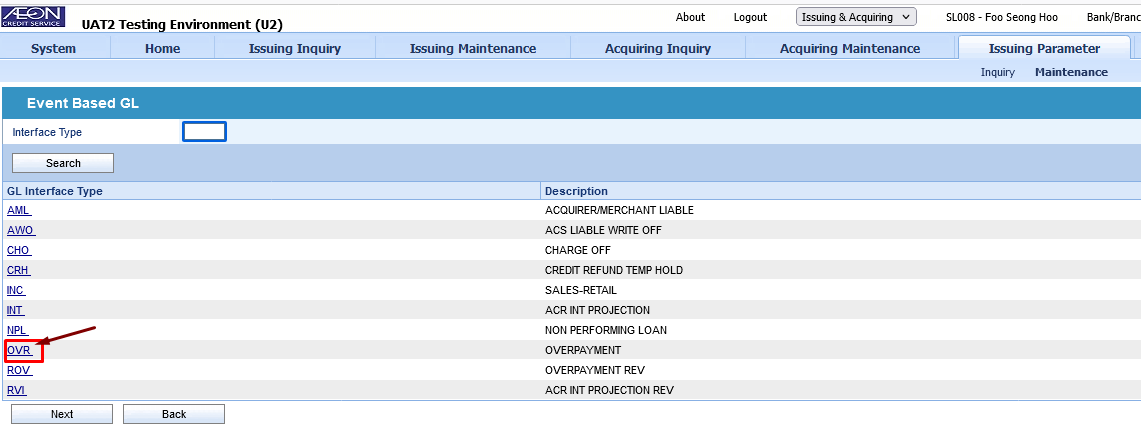 ÆON
CREDIT SERVICE
UAT2 Testing Environment (U2)
About Logout Issuing & Acquiring SL008 - Foo Seong Hoo Bank/Branc
System Home Issuing Inquiry Issuing Maintenance Acquiring Inquiry Acquiring Maintenance Issuing Parameter
Inquiry Maintenance
Event Based GL
Interface Type
Search
GL Interface Type Description
AML ACQUIRER/MERCHANT LIABLE
AWO ACS LIABLE WRITE OFF
CHO CHARGE OFF
CRH CREDIT REFUND TEMP HOLD
INC SALES-RETAIL
INT ACR INT PROJECTION
NPL NON PERFORMING LOAN
OVR OVERPAYMENT
ROV OVERPAYMENT REV
RVI ACR INT PROJECTION REV
Next Back